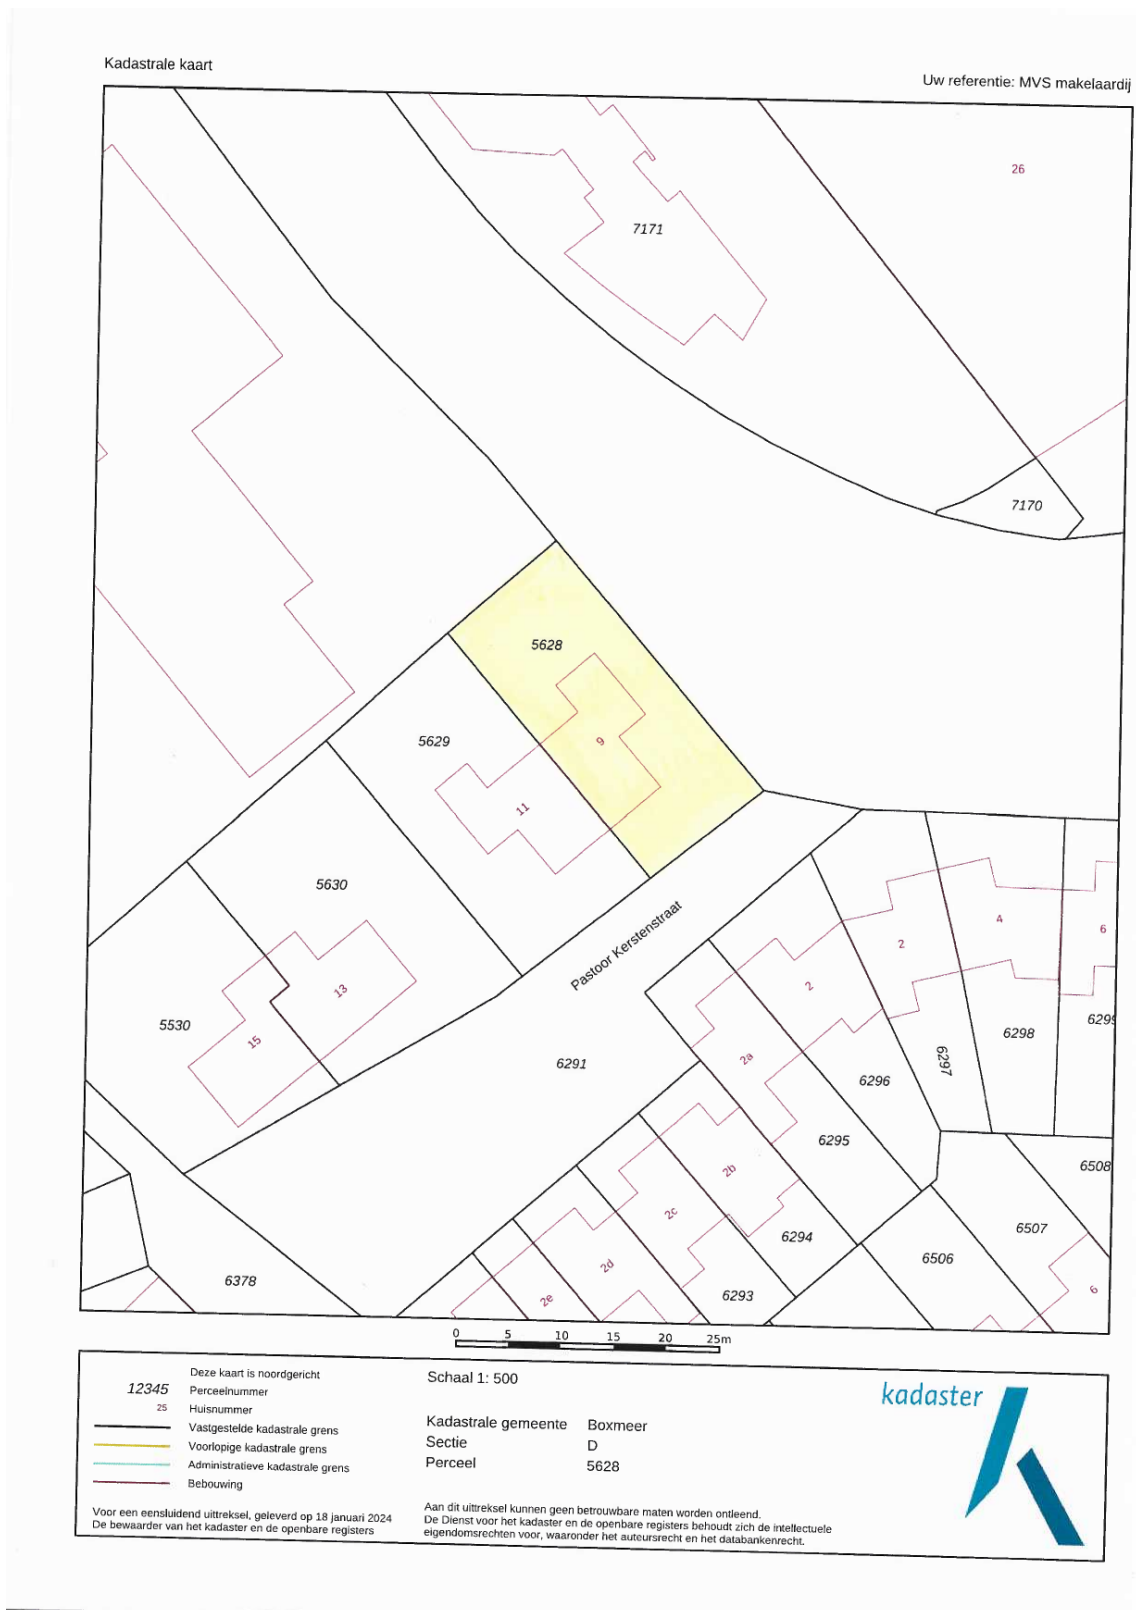 Kadastrale kaart
Uw referentie: MVS makelaardij
26
7171
7170
5628
9
5629
11
5630
13
5530
15
Pastoor Kerstenstraat
6291
2
4
6
2
2a
6299
6298
6297
6296
6295
6508
2b
2c
6294
6507
6506
2d
6293
6
2e
6378
0 5 10 15 20 25m
Deze kaart is noordgericht
12345 Perceelnummer
25 Huisnummer
Vastgestelde kadastrale grens
Voorlopige kadastrale grens
Administratieve kadastrale grens
Bebouwing
Voor een eensluidend uittreksel, geleverd op 18 januari 2024
De bewaarder van het kadaster en de openbare registers
Schaal 1: 500
Kadastrale gemeente Boxmeer
Sectie D
Perceel 5628
Aan dit uittreksel kunnen geen betrouwbare maten worden ontleend.
De Dienst voor het kadaster en de openbare registers behoudt zich de intellectuele
eigendomsrechten voor, waaronder het auteursrecht en het databankenrecht.
kadaster